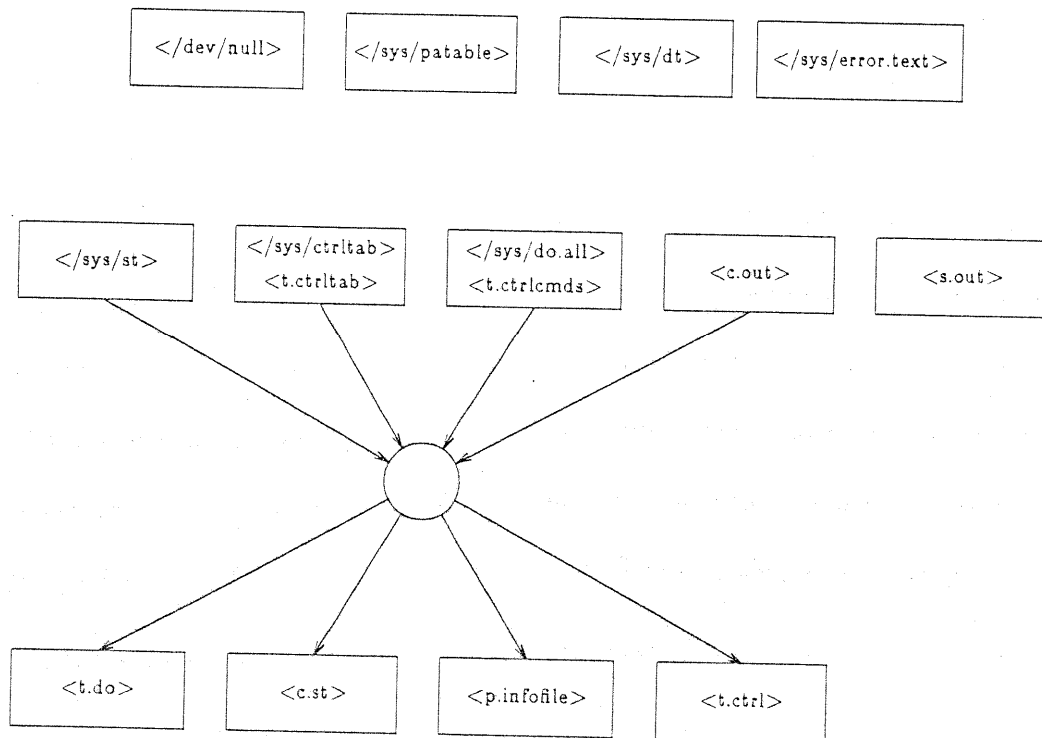 </dev/null>
</sys/patable>
</sys/dt>
</sys/error.text>
</sys/st>
</sys/ctrltab>
<t.ctrltab>
</sys/do.all>
<t.ctrlcmds>
<c.out>
<s.out>
<t.do>
<c.st>
<p.infofile>
<t.ctrl>